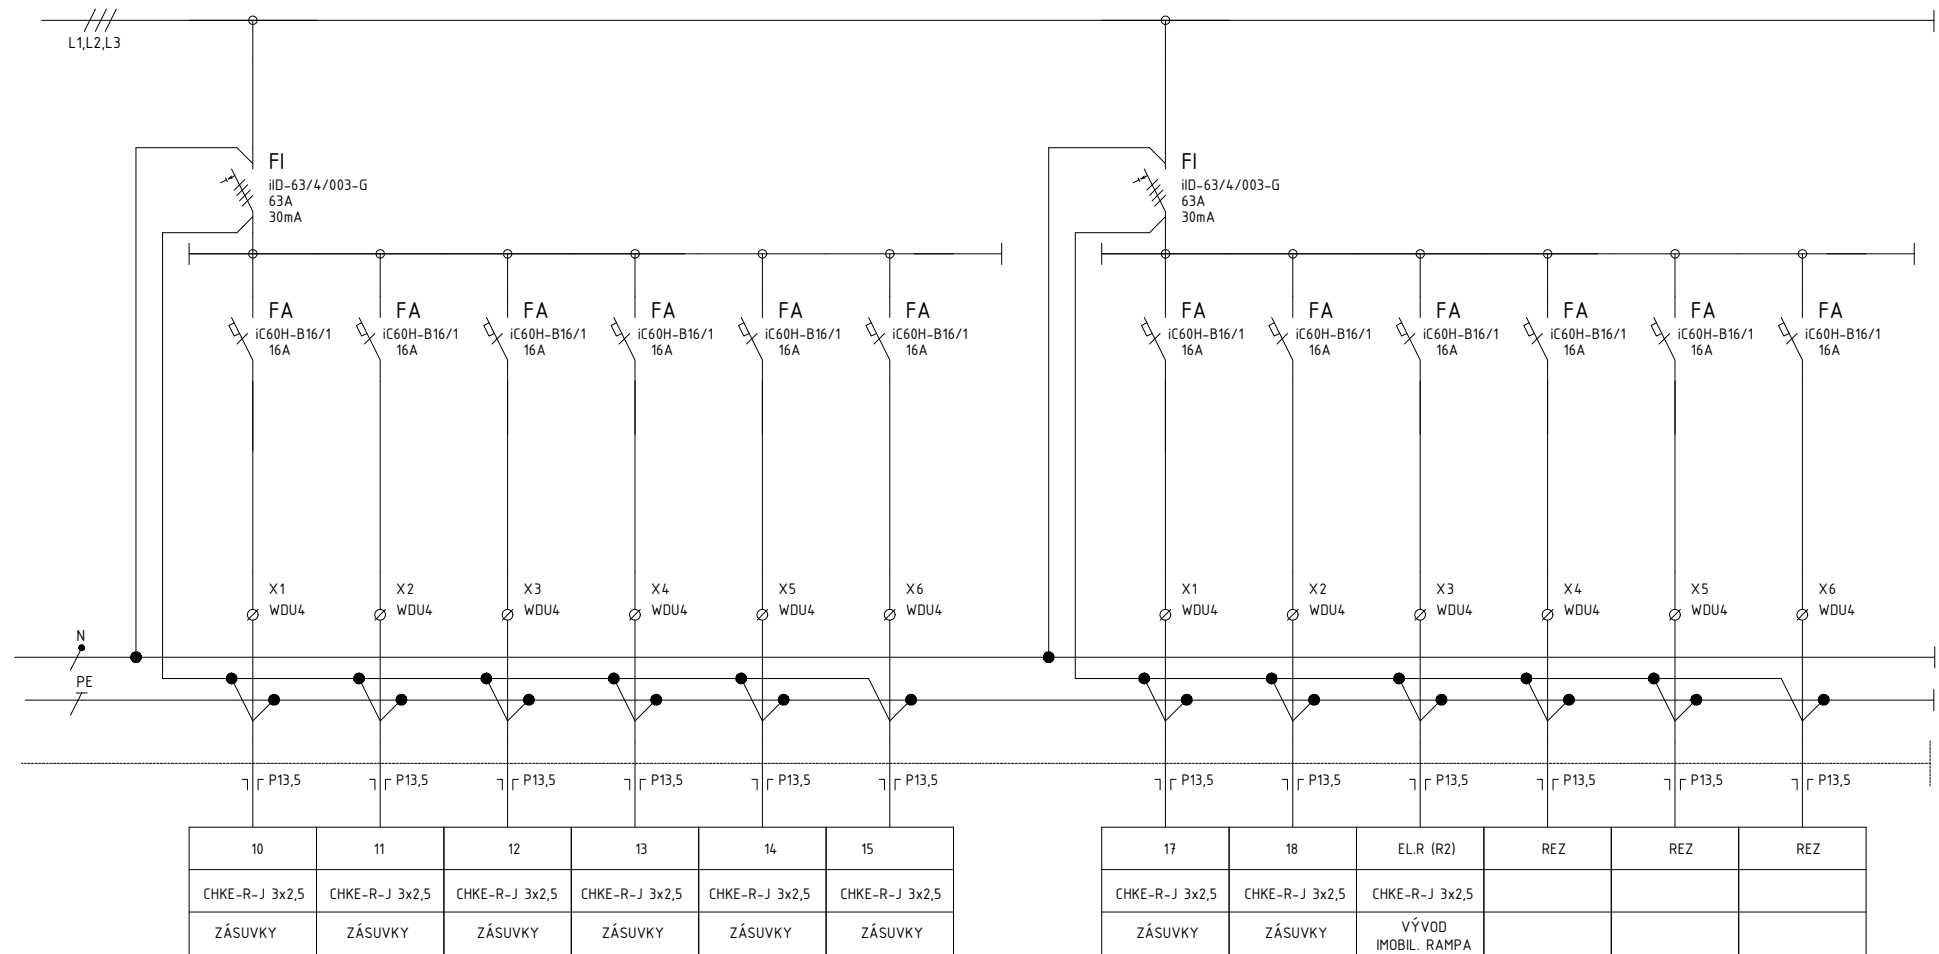 L1,L2,L3
FI
iID-63/4/003-G
63A
30mA
FI
iID-63/4/003-G
63A
30mA
FA
iC60H-B16/1
16A
FA
iC60H-B16/1
16A
FA
iC60H-B16/1
16A
FA
iC60H-B16/1
16A
FA
iC60H-B16/1
16A
FA
iC60H-B16/1
16A
FA
iC60H-B16/1
16A
FA
iC60H-B16/1
16A
FA
iC60H-B16/1
16A
FA
iC60H-B16/1
16A
FA
iC60H-B16/1
16A
FA
iC60H-B16/1
16A
X1
WDU4
X2
WDU4
X3
WDU4
X4
WDU4
X5
WDU4
X6
WDU4
X1
WDU4
X2
WDU4
X3
WDU4
X4
WDU4
X5
WDU4
X6
WDU4
N
PE
P13,5
P13,5
P13,5
P13,5
P13,5
P13,5
P13,5
P13,5
P13,5
P13,5
P13,5
P13,5
10 11 12 13 14 15
CHKE-R-J 3x2,5 CHKE-R-J 3x2,5 CHKE-R-J 3x2,5 CHKE-R-J 3x2,5 CHKE-R-J 3x2,5 CHKE-R-J 3x2,5
ZÁSUVKY ZÁSUVKY ZÁSUVKY ZÁSUVKY ZÁSUVKY ZÁSUVKY
17 18 EL.R (R2) REZ REZ REZ
CHKE-R-J 3x2,5 CHKE-R-J 3x2,5 CHKE-R-J 3x2,5
ZÁSUVKY ZÁSUVKY VÝVOD
IMOBIL. RAMPA